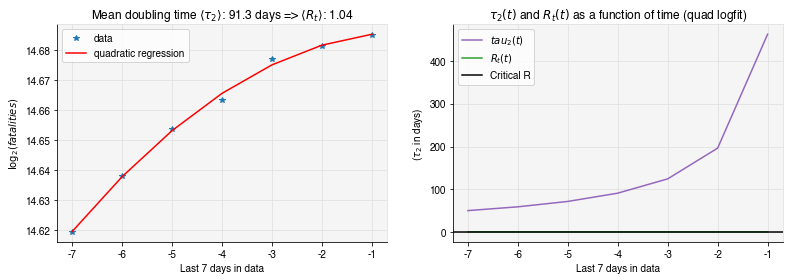 Mean doubling time ⟨τ₂⟩: 91.3 days => ⟨Rₜ⟩: 1.04
data
quadratic regression
14.68
14.67
14.66
14.65
14.64
14.63
14.62
log₂(fatalities)
-7 -6 -5 -4 -3 -2 -1
Last 7 days in data
τ₂(t) and Rₜ(t) as a function of time (quad logfit)
tau₂(t)
Rₜ(t)
Critical R
400
300
200
100
0
(τ₂ in days)
-7 -6 -5 -4 -3 -2 -1
Last 7 days in data